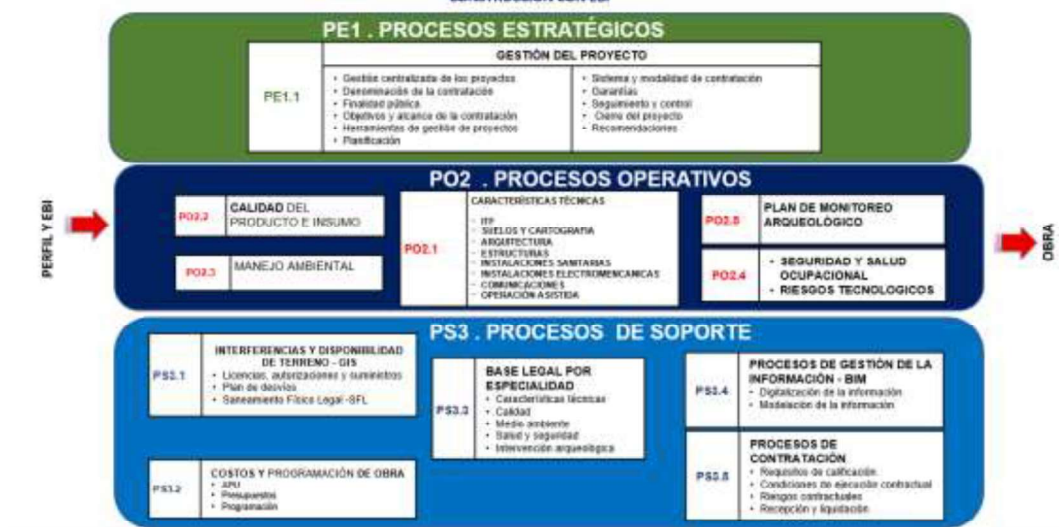 CONSTRUCCIÓN CON EBI
PE1 . PROCESOS ESTRATÉGICOS
GESTIÓN DEL PROYECTO
PE1.1
• Gestión centralizada de los proyectos
• Denominación de la contratación
• Finalidad pública
• Objetivos y alcance de la contratación
• Herramientas de gestión de proyectos
• Planificación
• Sistema y modalidad de contratación
• Garantías
• Seguimiento y control
• Cierre del proyecto
• Recomendaciones
PERFIL Y EBI
PO2 . PROCESOS OPERATIVOS
PO2.2
CALIDAD DEL
PRODUCTO E INSUMO
PO2.3
MANEJO AMBIENTAL
PO2.1
CARACTERÍSTICAS TÉCNICAS
- ITF
- SUELOS Y CARTOGRAFIA
- ARQUITECTURA
- ESTRUCTURAS
- INSTALACIONES SANITARIAS
- INSTALACIONES ELECTROMENCANICAS
- COMUNICACIONES
- OPERACIÓN ASISTIDA
PO2.5
PLAN DE MONITOREO
ARQUEOLÓGICO
PO2.4
• SEGURIDAD Y SALUD
OCUPACIONAL
• RIESGOS TECNOLOGICOS
OBRA
PS3 . PROCESOS DE SOPORTE
PS3.1
INTERFERENCIAS Y DISPONIBILIDAD
DE TERRENO - GIS
• Licencias, autorizaciones y suministros
• Plan de desvíos
• Saneamiento Físico Legal -SFL
PS3.2
COSTOS Y PROGRAMACIÓN DE OBRA
• APU
• Presupuestos
• Programación
PS3.3
BASE LEGAL POR
ESPECIALIDAD
• Características técnicas
• Calidad
• Medio ambiente
• Salud y seguridad
• Intervención arqueológica
PS3.4
PROCESOS DE GESTIÓN DE LA
INFORMACIÓN - BIM
• Digitalización de la información
• Modelación de la información
PS3.5
PROCESOS DE
CONTRATACIÓN
• Requisitos de calificación
• Condiciones de ejecución contractual
• Riesgos contractuales
• Recepción y liquidación